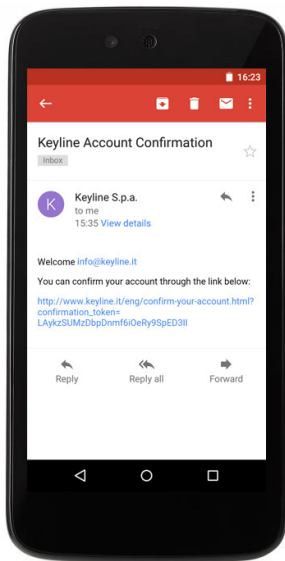 16:23
Keyline Account Confirmation
Inbox
K
Keyline S.p.a.
to me
15:35 View details
Welcome info@keyline.it
You can confirm your account through the link below:
http://www.keyline.it/eng/confirm-your-account.html?
confirmation_token=
LAykzSUMzDbpDnmf6iOeRy9SpED3II
Reply
Reply all
Forward